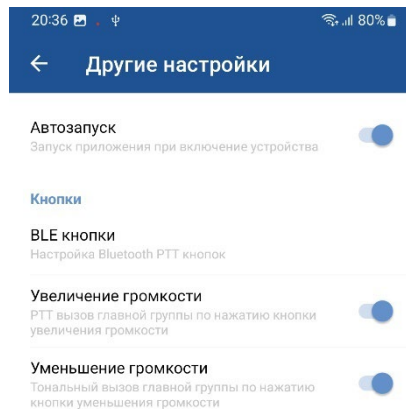 20:36 80%
Другие настройки
Автозапуск
Запуск приложения при включение устройства
Кнопки
BLE кнопки
Настройка Bluetooth PTT кнопок
Увеличение громкости
PTT вызов главной группы по нажатию кнопки
увеличения громкости
Уменьшение громкости
Тональный вызов главной группы по нажатию
кнопки уменьшения громкости